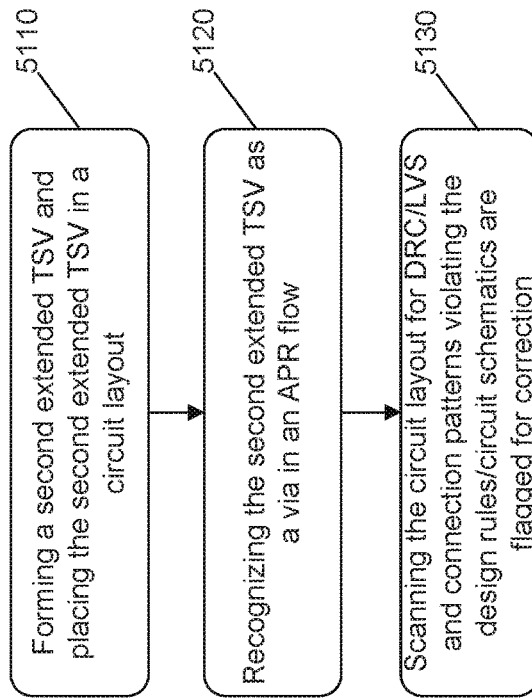 5110
Forming a second extended TSV and
placing the second extended TSV in a
circuit layout
5120
Recognizing the second extended TSV as
a via in an APR flow
5130
Scanning the circuit layout for DRC/LVS
and connection patterns violating the
design rules/circuit schematics are
flagged for correction